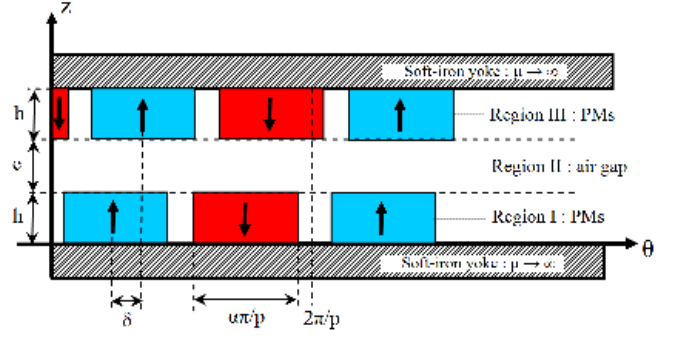 z
Soft-iron yoke : μ → ∞
h
Region III : PMs
e
Region II : air gap
h
Region I : PMs
θ
Soft-iron yoke : μ → ∞
δ
απ/p
2π/p